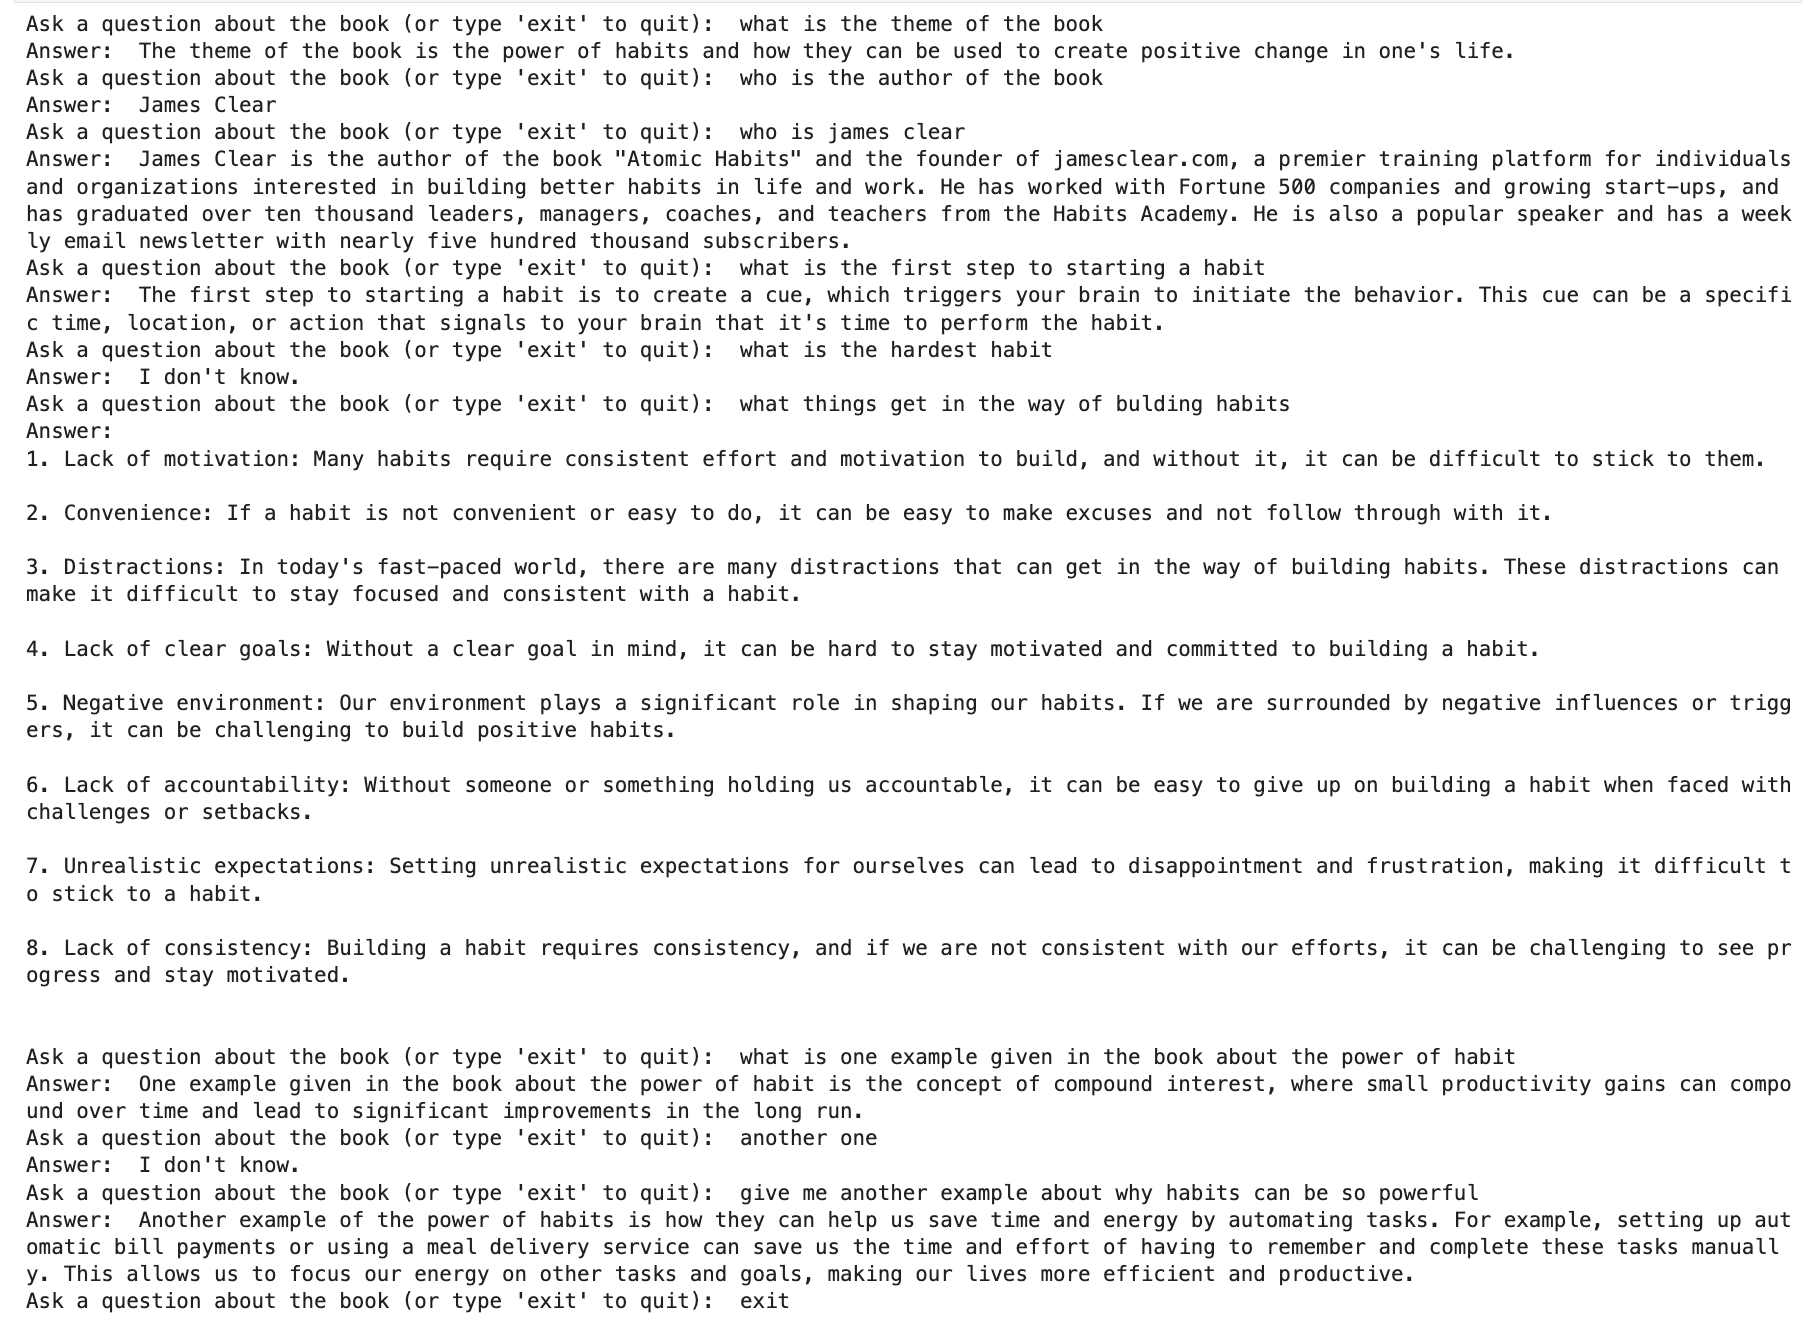 Ask a question about the book (or type 'exit' to quit):  what is the theme of the book
Answer:  The theme of the book is the power of habits and how they can be used to create positive change in one's life.
Ask a question about the book (or type 'exit' to quit):  who is the author of the book
Answer:  James Clear
Ask a question about the book (or type 'exit' to quit):  who is james clear
Answer:  James Clear is the author of the book "Atomic Habits" and the founder of jamesclear.com, a premier training platform for individuals
and organizations interested in building better habits in life and work. He has worked with Fortune 500 companies and growing start-ups, and
has graduated over ten thousand leaders, managers, coaches, and teachers from the Habits Academy. He is also a popular speaker and has a week
ly email newsletter with nearly five hundred thousand subscribers.
Ask a question about the book (or type 'exit' to quit):  what is the first step to starting a habit
Answer:  The first step to starting a habit is to create a cue, which triggers your brain to initiate the behavior. This cue can be a specifi
c time, location, or action that signals to your brain that it's time to perform the habit.
Ask a question about the book (or type 'exit' to quit):  what is the hardest habit
Answer:  I don't know.
Ask a question about the book (or type 'exit' to quit):  what things get in the way of bulding habits
Answer:
1. Lack of motivation: Many habits require consistent effort and motivation to build, and without it, it can be difficult to stick to them.

2. Convenience: If a habit is not convenient or easy to do, it can be easy to make excuses and not follow through with it.

3. Distractions: In today's fast-paced world, there are many distractions that can get in the way of building habits. These distractions can
make it difficult to stay focused and consistent with a habit.

4. Lack of clear goals: Without a clear goal in mind, it can be hard to stay motivated and committed to building a habit.

5. Negative environment: Our environment plays a significant role in shaping our habits. If we are surrounded by negative influences or trigg
ers, it can be challenging to build positive habits.

6. Lack of accountability: Without someone or something holding us accountable, it can be easy to give up on building a habit when faced with
challenges or setbacks.

7. Unrealistic expectations: Setting unrealistic expectations for ourselves can lead to disappointment and frustration, making it difficult t
o stick to a habit.

8. Lack of consistency: Building a habit requires consistency, and if we are not consistent with our efforts, it can be challenging to see pr
ogress and stay motivated.

Ask a question about the book (or type 'exit' to quit):  what is one example given in the book about the power of habit
Answer:  One example given in the book about the power of habit is the concept of compound interest, where small productivity gains can compo
und over time and lead to significant improvements in the long run.
Ask a question about the book (or type 'exit' to quit):  another one
Answer:  I don't know.
Ask a question about the book (or type 'exit' to quit):  give me another example about why habits can be so powerful
Answer:  Another example of the power of habits is how they can help us save time and energy by automating tasks. For example, setting up aut
omatic bill payments or using a meal delivery service can save us the time and effort of having to remember and complete these tasks manuall
y. This allows us to focus our energy on other tasks and goals, making our lives more efficient and productive.
Ask a question about the book (or type 'exit' to quit):  exit